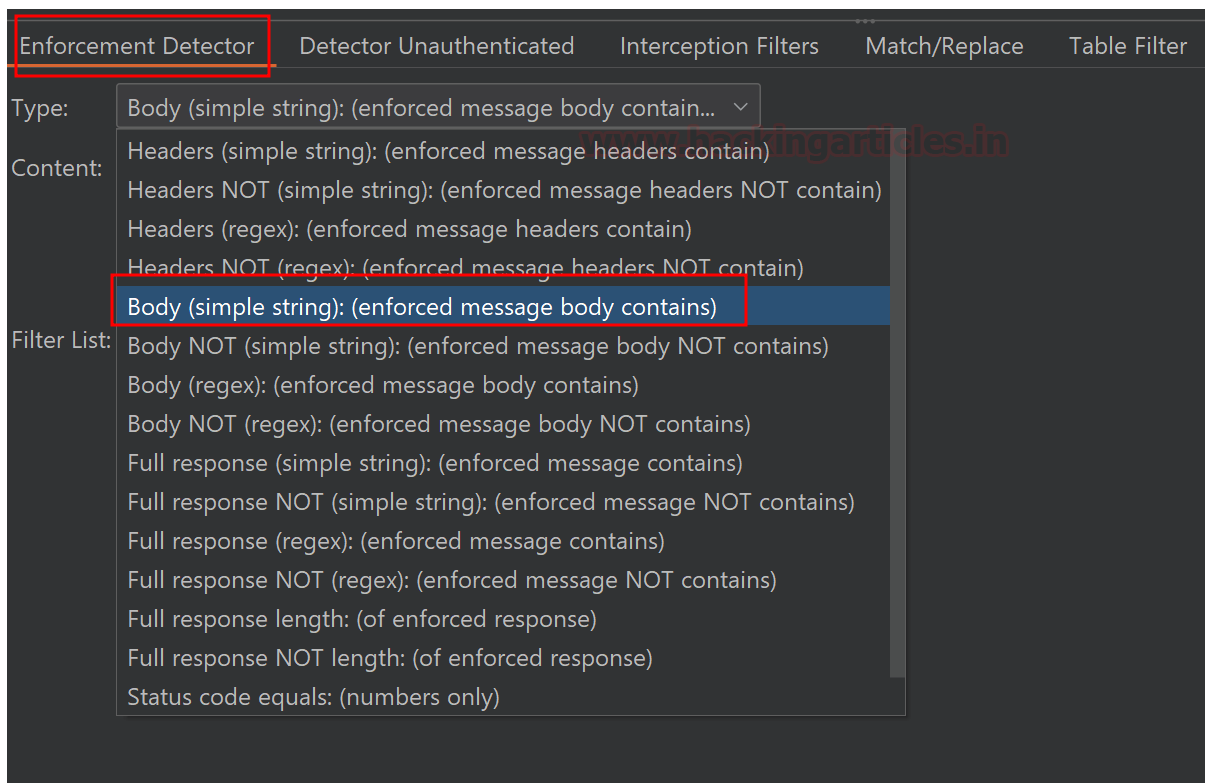 Enforcement Detector Detector Unauthenticated Interception Filters Match/Replace Table Filter
Type: Body (simple string): (enforced message body contain...
www.hackingarticles.in
Headers (simple string): (enforced message headers contain)
Content:
Headers NOT (simple string): (enforced message headers NOT contain)
Headers (regex): (enforced message headers contain)
Headers NOT (regex): (enforced message headers NOT contain)
Body (simple string): (enforced message body contains)
Filter List:
Body NOT (simple string): (enforced message body NOT contains)
Body (regex): (enforced message body contains)
Body NOT (regex): (enforced message body NOT contains)
Full response (simple string): (enforced message contains)
Full response NOT (simple string): (enforced message NOT contains)
Full response (regex): (enforced message contains)
Full response NOT (regex): (enforced message NOT contains)
Full response length: (of enforced response)
Full response NOT length: (of enforced response)
Status code equals: (numbers only)